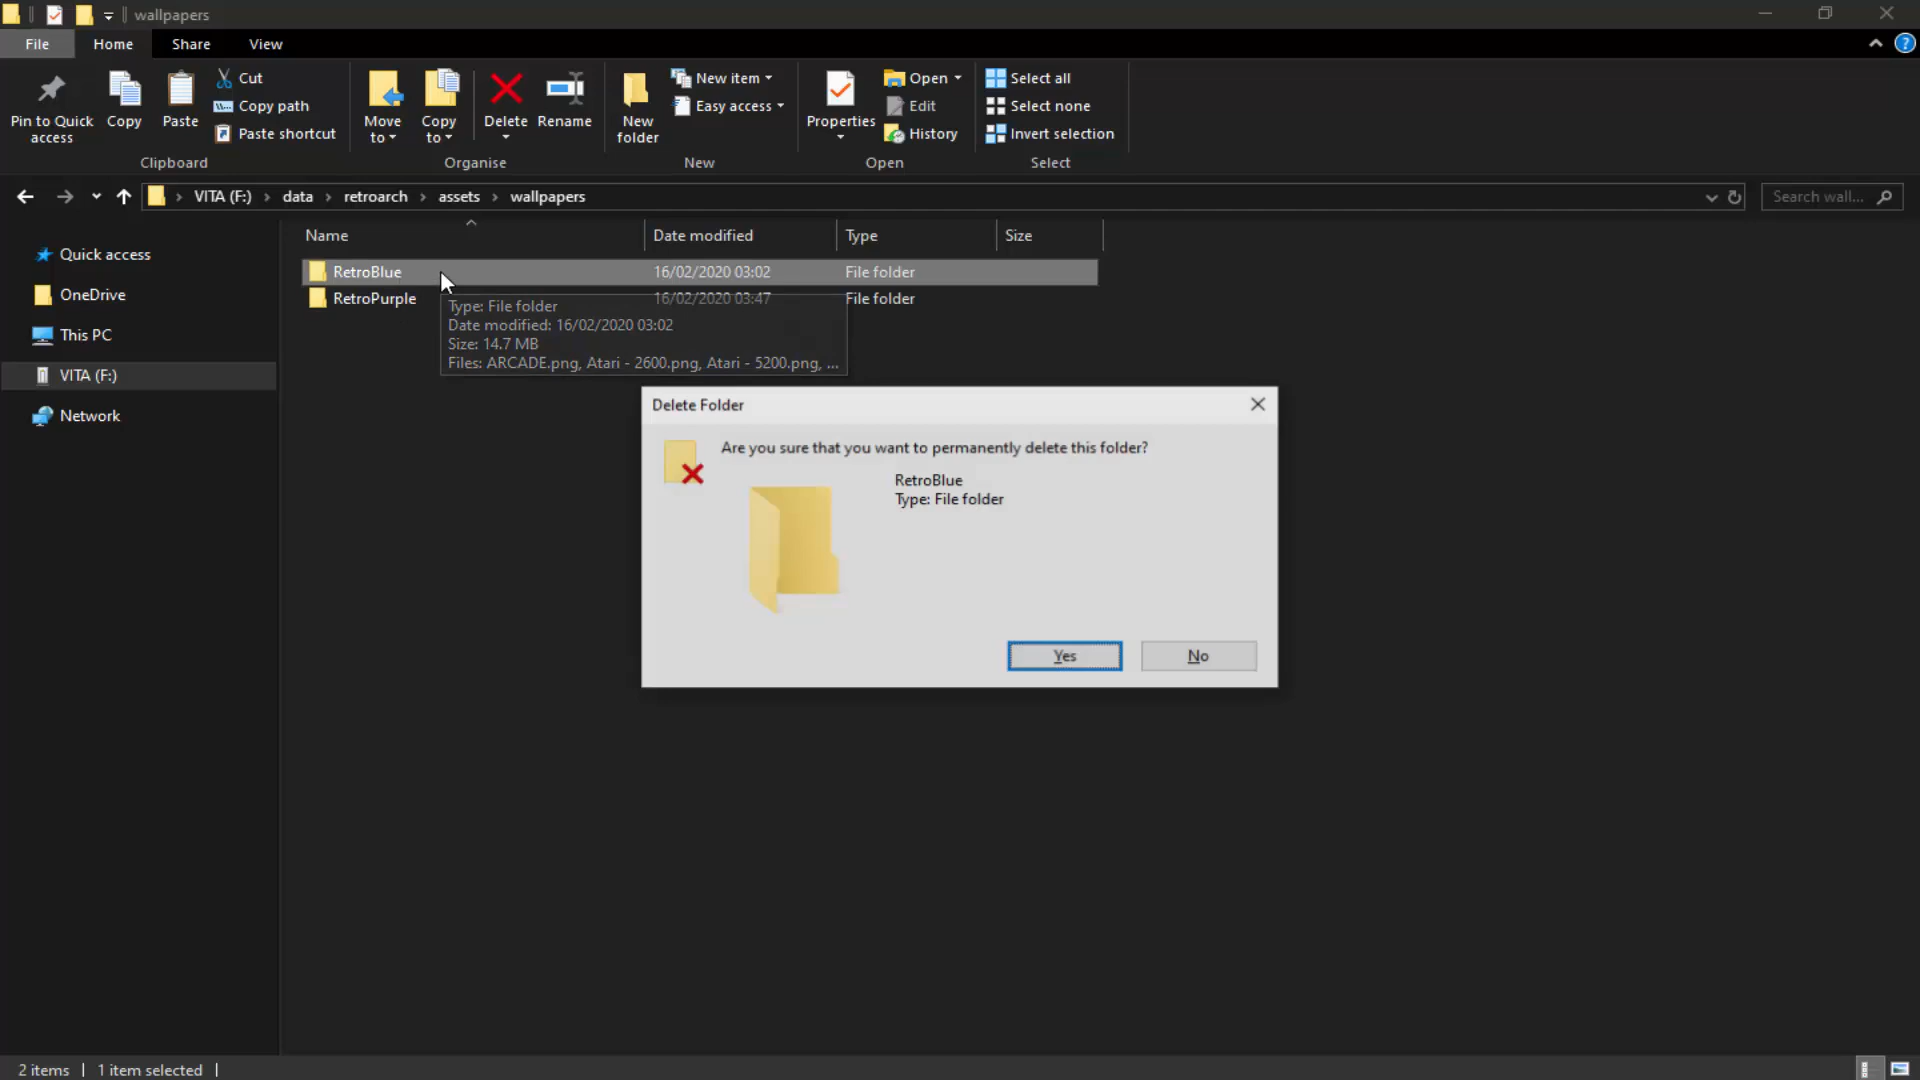 wallpapers
File
Home
Share
View
Pin to Quick access
Copy
Paste
Cut
Copy path
Paste shortcut
Clipboard
Move to
Copy to
Delete
Rename
Organise
New folder
New item
Easy access
New
Properties
Open
Edit
History
Open
Select all
Select none
Invert selection
Select
VITA (F:) › data › retroarch › assets › wallpapers
Search wall...
Quick access
OneDrive
This PC
VITA (F:)
Network
Name Date modified Type Size
RetroBlue 16/02/2020 03:02 File folder
RetroPurple 16/02/2020 03:47 File folder
Type: File folder
Date modified: 16/02/2020 03:02
Size: 14.7 MB
Files: ARCADE.png, Atari - 2600.png, Atari - 5200.png, ...
Delete Folder
Are you sure that you want to permanently delete this folder?
RetroBlue
Type: File folder
Yes
No
2 items
1 item selected